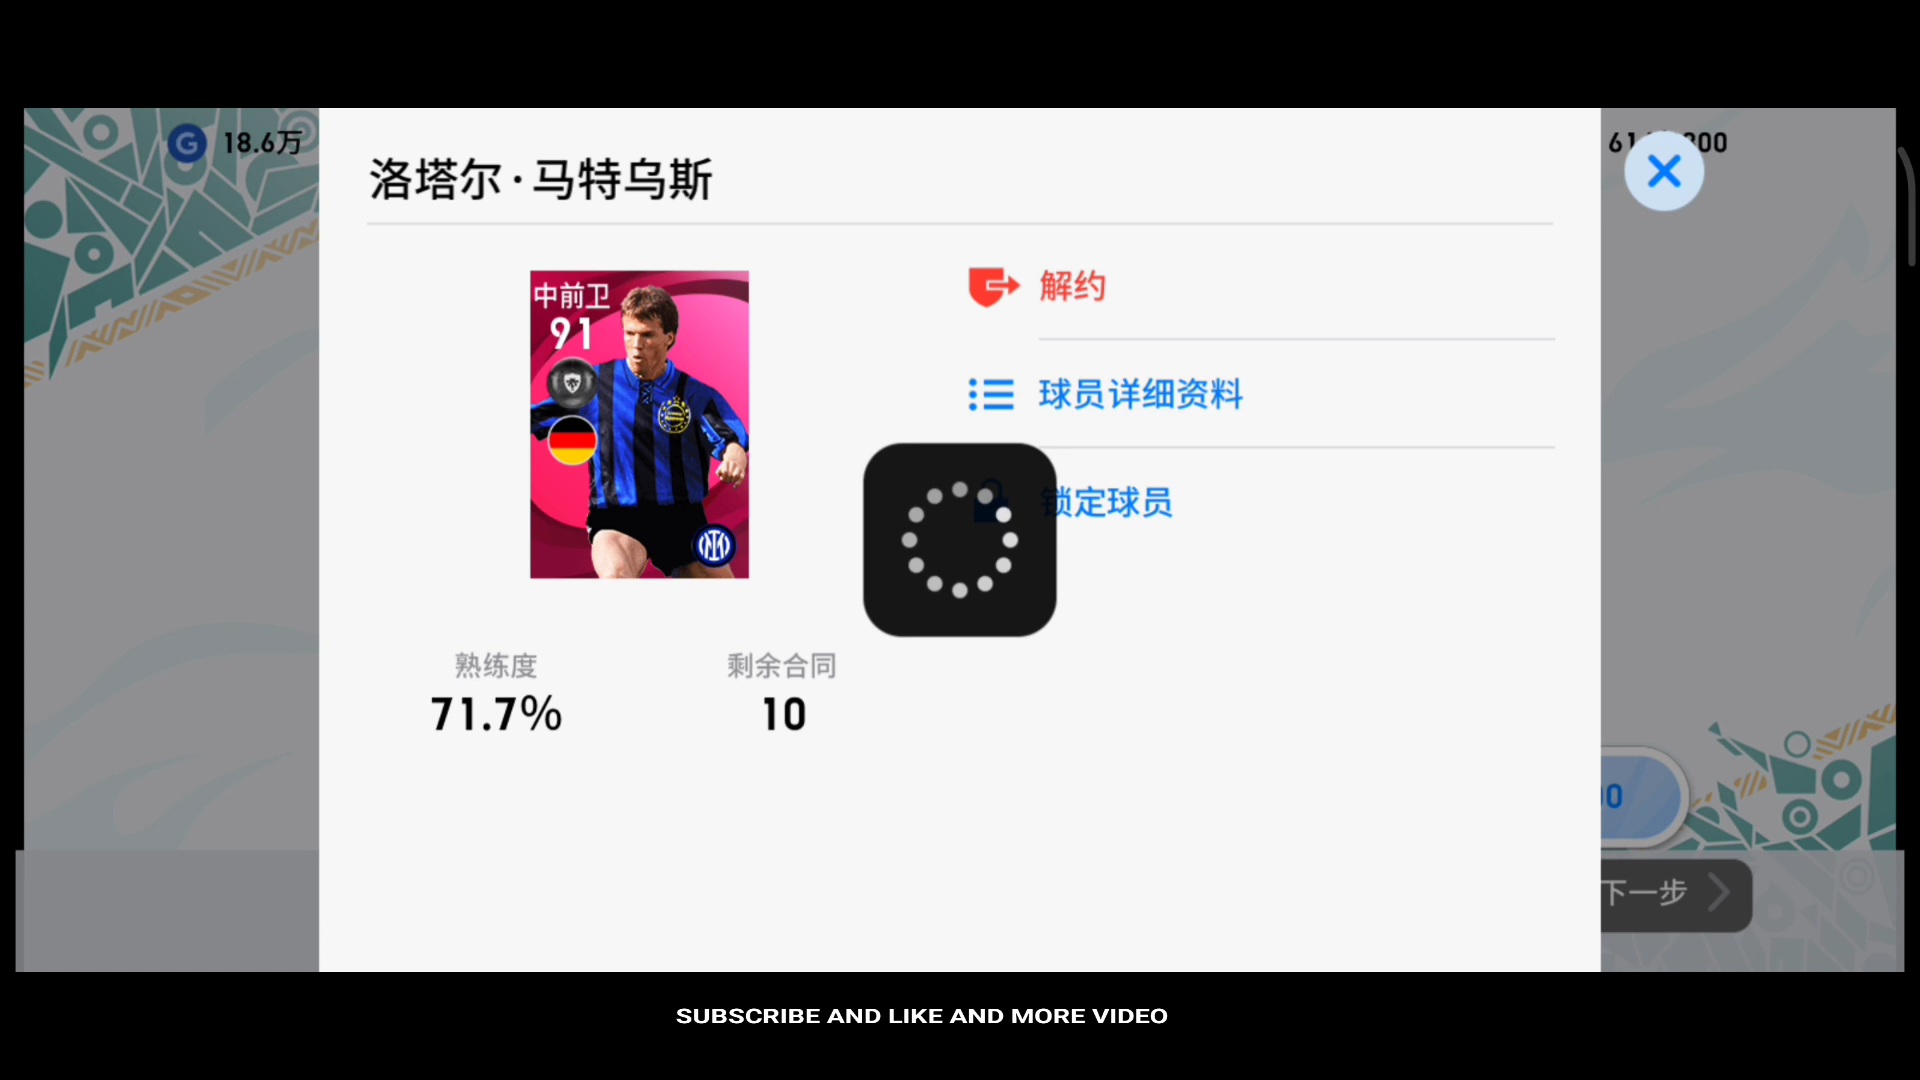 18.6万
洛塔尔·马特乌斯
中前卫
91
解约
球员详细资料
锁定球员
熟练度
剩余合同
71.7%
10
下一步
SUBSCRIBE AND LIKE AND MORE VIDEO